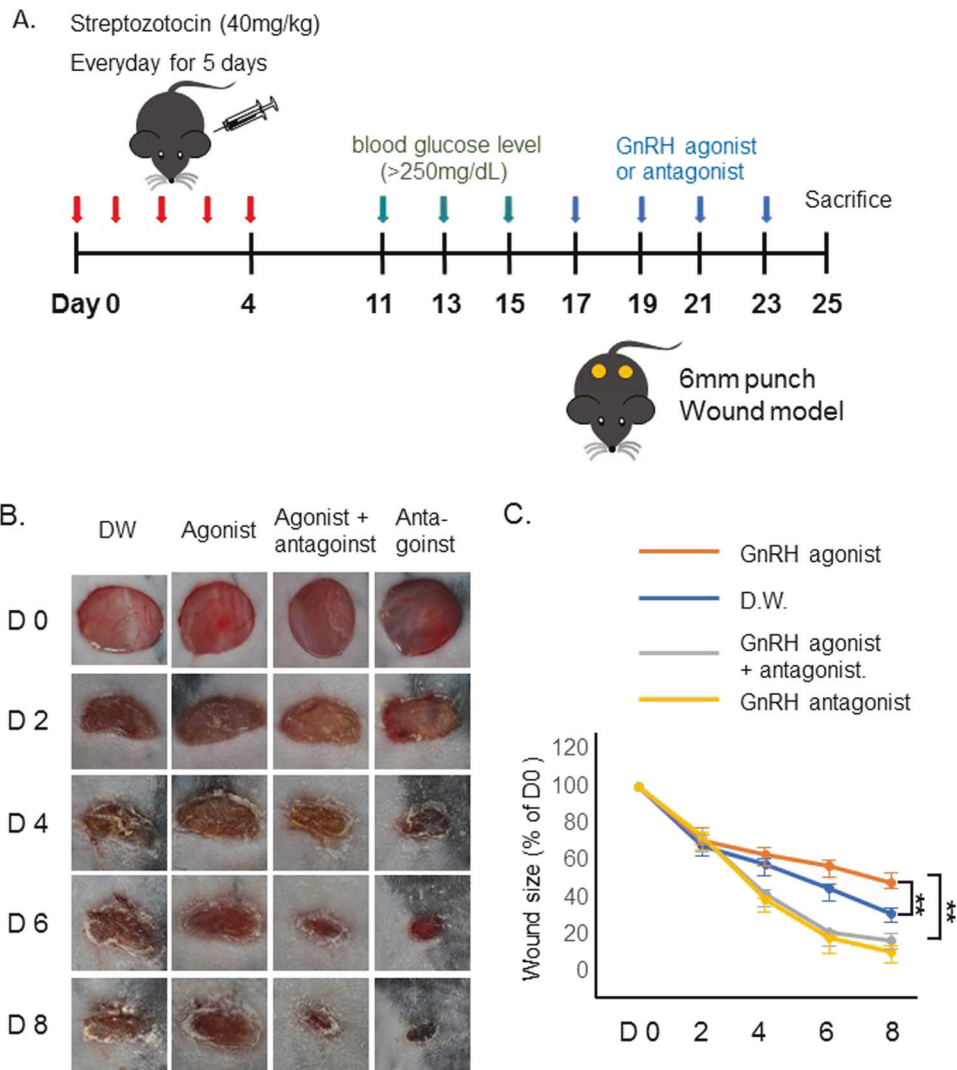 A.
Streptozotocin (40mg/kg)
Everyday for 5 days
blood glucose level
(>250mg/dL)
GnRH agonist
or antagonist
Sacrifice
Day 0 4 11 13 15 17 19 21 23 25
6mm punch
Wound model
B.
DW Agonist Agonist + antagoinst Anta-goinst
D 0
D 2
D 4
D 6
D 8
C.
GnRH agonist
D.W.
GnRH agonist
+ antagonist.
GnRH antagonist
Wound size (% of D0 )
120
100
80
60
40
20
0
**
**
D 0 2 4 6 8